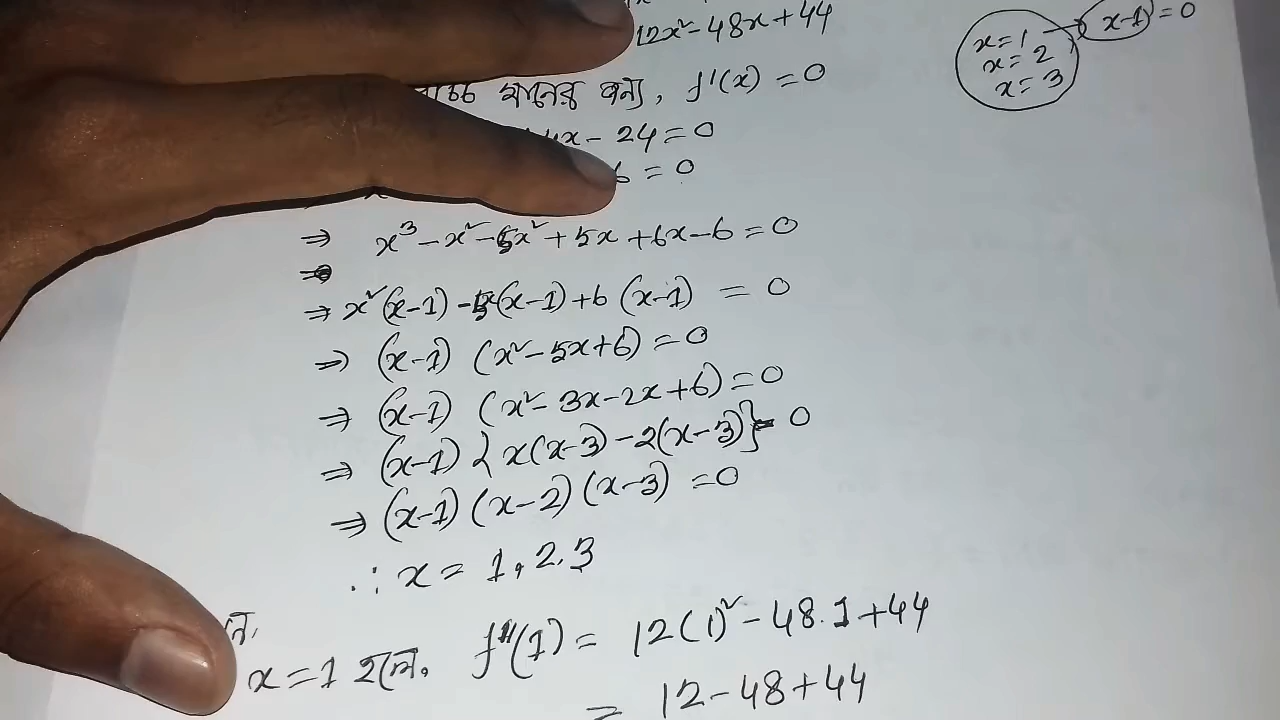 12x² - 48x + 44
x = 1 → x-1 = 0
x = 2
x = 3
মানের জন্য, f'(x) = 0
4x - 24 = 0
6 = 0
⇒ x³ - x² - 5x² + 5x + 6x - 6 = 0
⇒
⇒ x² (x-1) - 5x (x-1) + 6 (x-1) = 0
⇒ (x-1) (x² - 5x + 6) = 0
⇒ (x-1) (x² - 3x - 2x + 6) = 0
⇒ (x-1) { x(x-3) - 2(x-3) } = 0
⇒ (x-1) (x-2) (x-3) = 0
∴ x = 1, 2. 3
x = 1 হলে, f''(1) = 12(1)² - 48.1 + 44
= 12 - 48 + 44